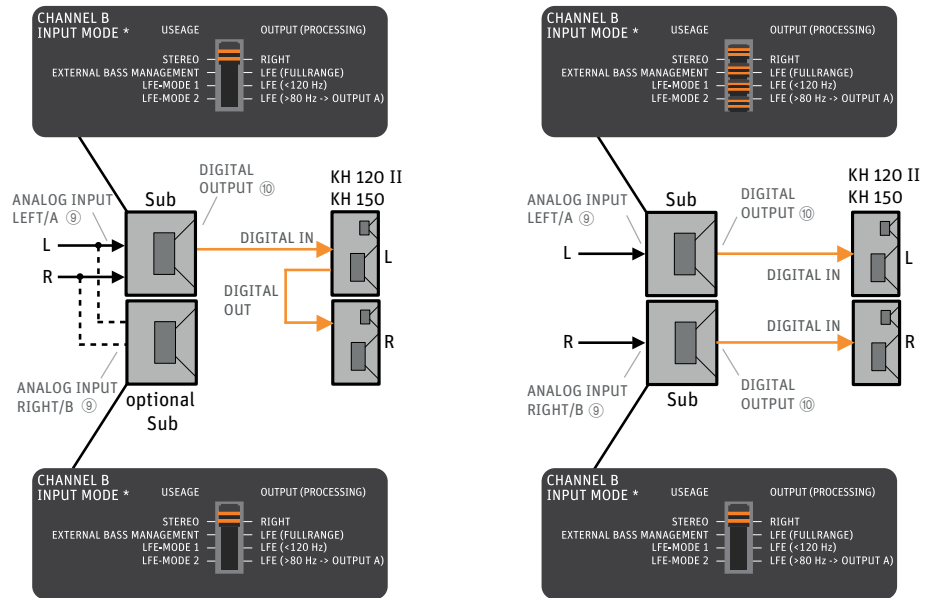 CHANNEL B
INPUT MODE *
USEAGE
OUTPUT (PROCESSING)
STEREO
RIGHT
EXTERNAL BASS MANAGEMENT
LFE (FULLRANGE)
LFE-MODE 1
LFE (<120 Hz)
LFE-MODE 2
LFE (>80 Hz -> OUTPUT A)
ANALOG INPUT
LEFT/A ⑨
Sub
DIGITAL
OUTPUT ⑩
KH 120 II
KH 150
L
DIGITAL IN
L
R
DIGITAL
OUT
R
ANALOG INPUT
RIGHT/B ⑨
optional
Sub
CHANNEL B
INPUT MODE *
USEAGE
OUTPUT (PROCESSING)
STEREO
RIGHT
EXTERNAL BASS MANAGEMENT
LFE (FULLRANGE)
LFE-MODE 1
LFE (<120 Hz)
LFE-MODE 2
LFE (>80 Hz -> OUTPUT A)
CHANNEL B
INPUT MODE *
USEAGE
OUTPUT (PROCESSING)
STEREO
RIGHT
EXTERNAL BASS MANAGEMENT
LFE (FULLRANGE)
LFE-MODE 1
LFE (<120 Hz)
LFE-MODE 2
LFE (>80 Hz -> OUTPUT A)
ANALOG INPUT
LEFT/A ⑨
Sub
DIGITAL
OUTPUT ⑩
KH 120 II
KH 150
L
DIGITAL IN
L
R
DIGITAL IN
R
ANALOG INPUT
RIGHT/B ⑨
Sub
DIGITAL
OUTPUT ⑩
CHANNEL B
INPUT MODE *
USEAGE
OUTPUT (PROCESSING)
STEREO
RIGHT
EXTERNAL BASS MANAGEMENT
LFE (FULLRANGE)
LFE-MODE 1
LFE (<120 Hz)
LFE-MODE 2
LFE (>80 Hz -> OUTPUT A)